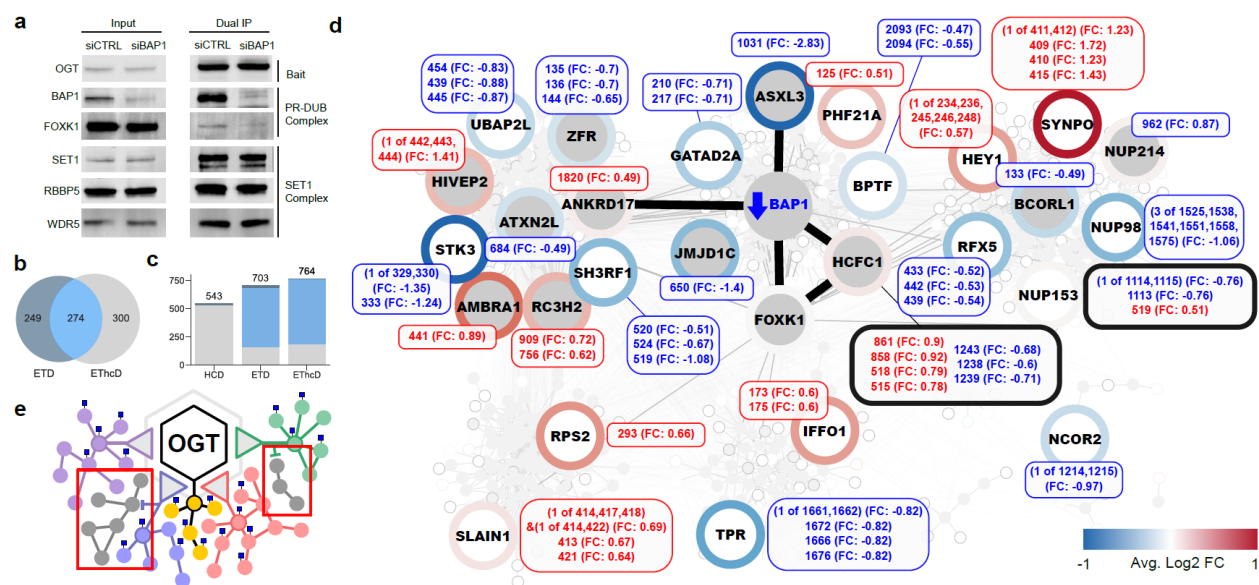 a
Input
Dual IP
siCTRL siBAP1
siCTRL siBAP1
OGT
Bait
BAP1
PR-DUB
Complex
FOXK1
SET1
RBBP5
SET1
Complex
WDR5
b
249
274
300
ETD
EThcD
c
750
500
250
0
543
703
764
HCD
ETD
EThcD
e
OGT
d
1031 (FC: -2.83)
ASXL3
125 (FC: 0.51)
PHF21A
2093 (FC: -0.47)
2094 (FC: -0.55)
BPTF
(1 of 411,412) (FC: 1.23)
409 (FC: 1.72)
410 (FC: 1.23)
415 (FC: 1.43)
SYNPO
454 (FC: -0.83)
439 (FC: -0.88)
445 (FC: -0.87)
UBAP2L
135 (FC: -0.7)
136 (FC: -0.7)
144 (FC: -0.65)
ZFR
210 (FC: -0.71)
217 (FC: -0.71)
GATAD2A
(1 of 234,236,
245,246,248)
(FC: 0.57)
HEY1
962 (FC: 0.87)
NUP214
(1 of 442,443,
444) (FC: 1.41)
HIVEP2
1820 (FC: 0.49)
ANKRD17
BAP1
133 (FC: -0.49)
BCORL1
(3 of 1525,1538,
1541,1551,1558,
1575) (FC: -1.06)
NUP98
ATXN2L
684 (FC: -0.49)
STK3
(1 of 329,330)
(FC: -1.35)
333 (FC: -1.24)
SH3RF1
520 (FC: -0.51)
524 (FC: -0.67)
519 (FC: -1.08)
JMJD1C
650 (FC: -1.4)
HCFC1
RFX5
433 (FC: -0.52)
442 (FC: -0.53)
439 (FC: -0.54)
NUP153
(1 of 1114,1115) (FC: -0.76)
1113 (FC: -0.76)
519 (FC: 0.51)
AMBRA1
441 (FC: 0.89)
RC3H2
909 (FC: 0.72)
756 (FC: 0.62)
FOXK1
861 (FC: 0.9)
858 (FC: 0.92)
518 (FC: 0.79)
515 (FC: 0.78)
1243 (FC: -0.68)
1238 (FC: -0.6)
1239 (FC: -0.71)
RPS2
293 (FC: 0.66)
173 (FC: 0.6)
175 (FC: 0.6)
IFFO1
NCOR2
(1 of 1214,1215)
(FC: -0.97)
SLAIN1
(1 of 414,417,418
&(1 of 414,422) (FC: 0.69)
413 (FC: 0.67)
421 (FC: 0.64)
TPR
(1 of 1661,1662) (FC: -0.82)
1672 (FC: -0.82)
1666 (FC: -0.82)
1676 (FC: -0.82)
-1 Avg. Log2 FC 1